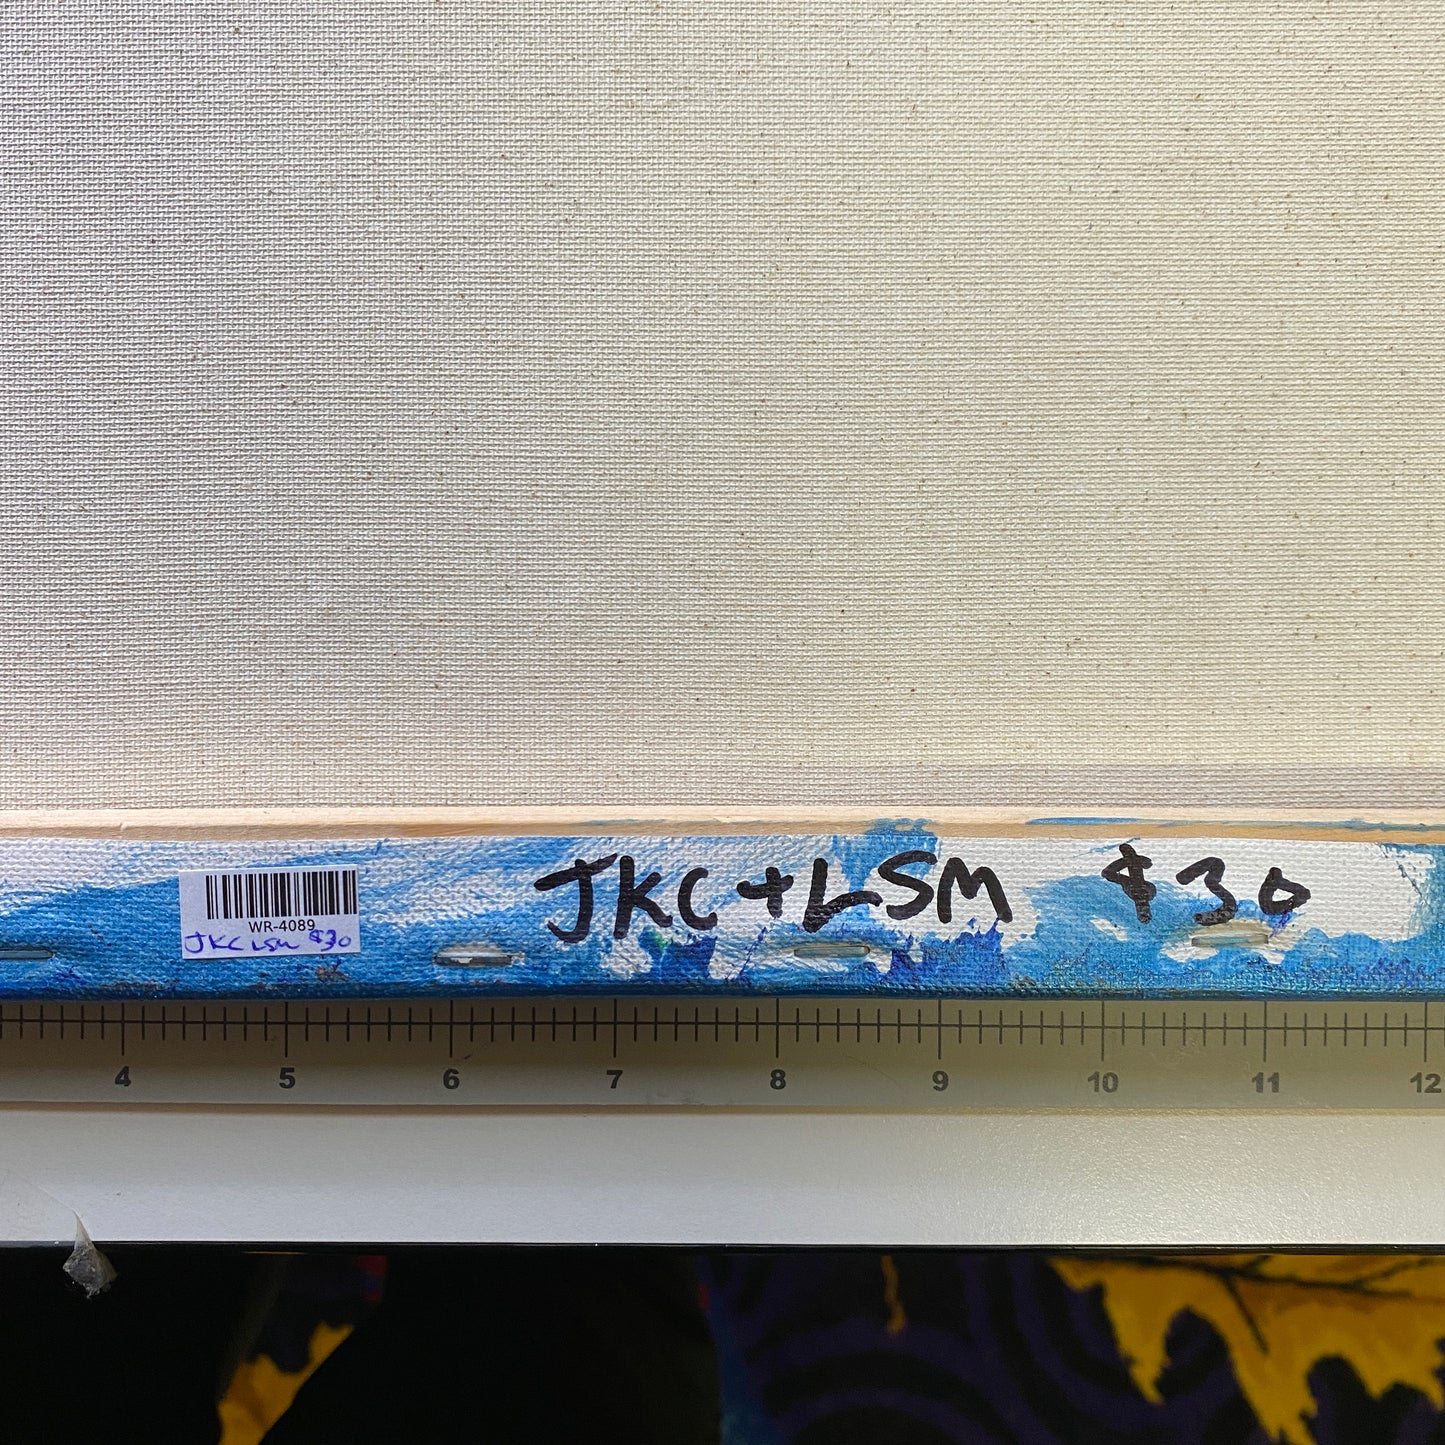 JKC + LSM $30
WR-4089
JKC LSM $30
4 5 6 7 8 9 10 11 12